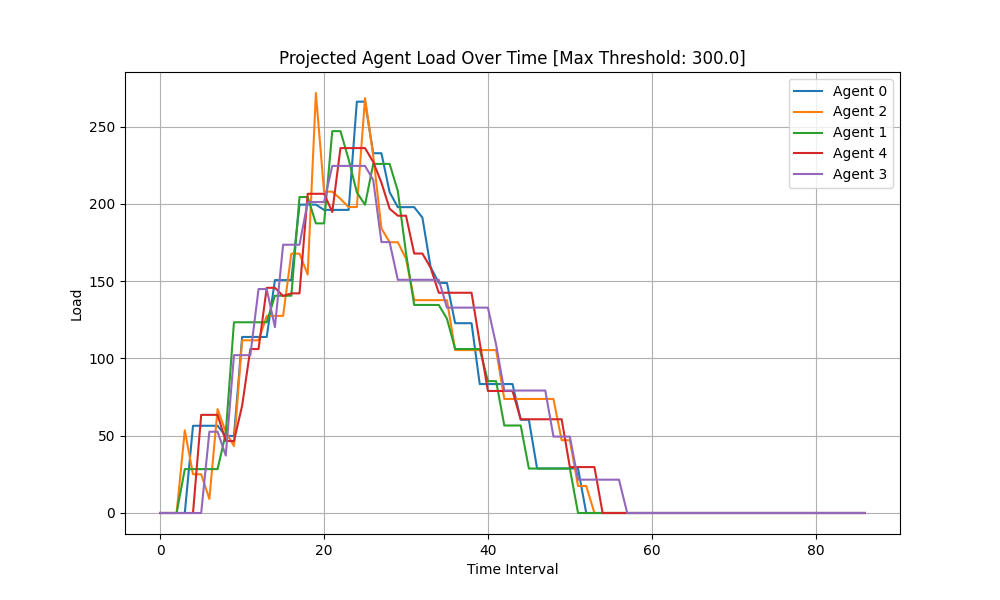 Projected Agent Load Over Time [Max Threshold: 300.0]
Agent 0
Agent 2
Agent 1
Agent 4
Agent 3
Load
250
200
150
100
50
0
0 20 40 60 80
Time Interval